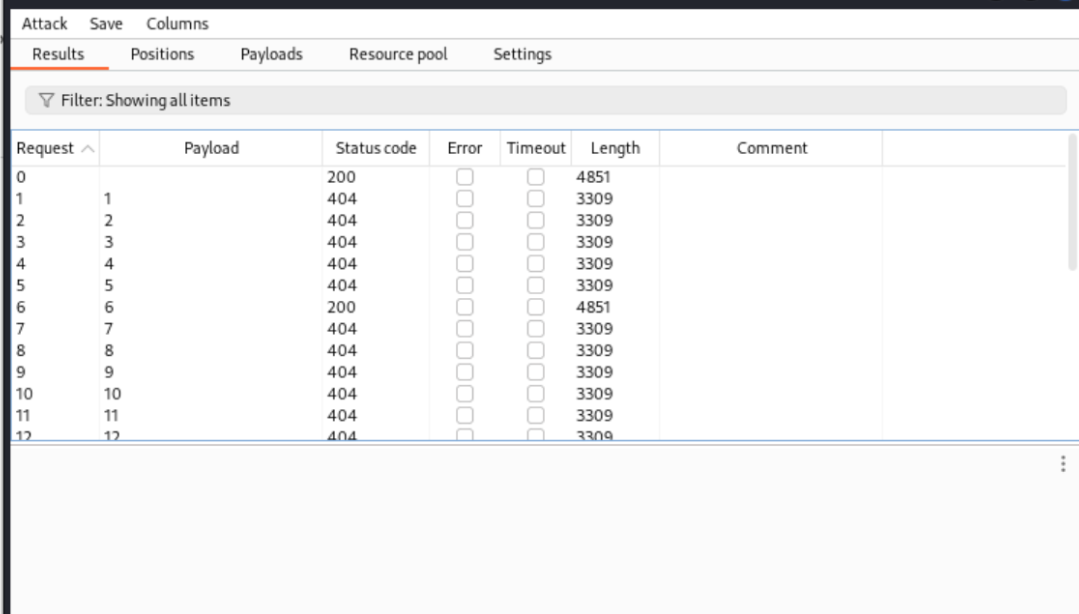 Attack Save Columns
Results Positions Payloads Resource pool Settings
Filter: Showing all items
Request Payload Status code Error Timeout Length Comment
0 200 4851
1 1 404 3309
2 2 404 3309
3 3 404 3309
4 4 404 3309
5 5 404 3309
6 6 200 4851
7 7 404 3309
8 8 404 3309
9 9 404 3309
10 10 404 3309
11 11 404 3309
12 12 404 3309